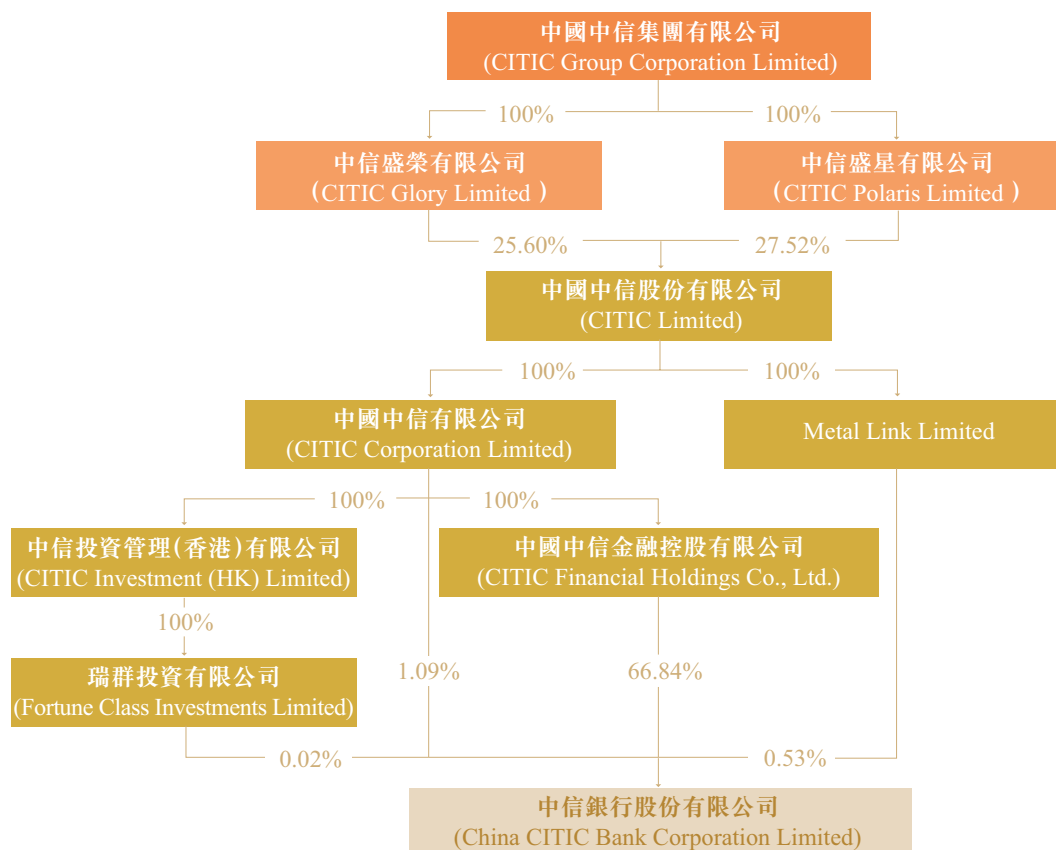 中國中信集團有限公司
(CITIC Group Corporation Limited)
100%
100%
中信盛榮有限公司
(CITIC Glory Limited )
中信盛星有限公司
(CITIC Polaris Limited )
25.60%
27.52%
中國中信股份有限公司
(CITIC Limited)
100%
100%
中國中信有限公司
(CITIC Corporation Limited)
Metal Link Limited
100%
100%
中信投資管理(香港)有限公司
(CITIC Investment (HK) Limited)
中國中信金融控股有限公司
(CITIC Financial Holdings Co., Ltd.)
100%
瑞群投資有限公司
(Fortune Class Investments Limited)
1.09%
66.84%
0.02%
0.53%
中信銀行股份有限公司
(China CITIC Bank Corporation Limited)